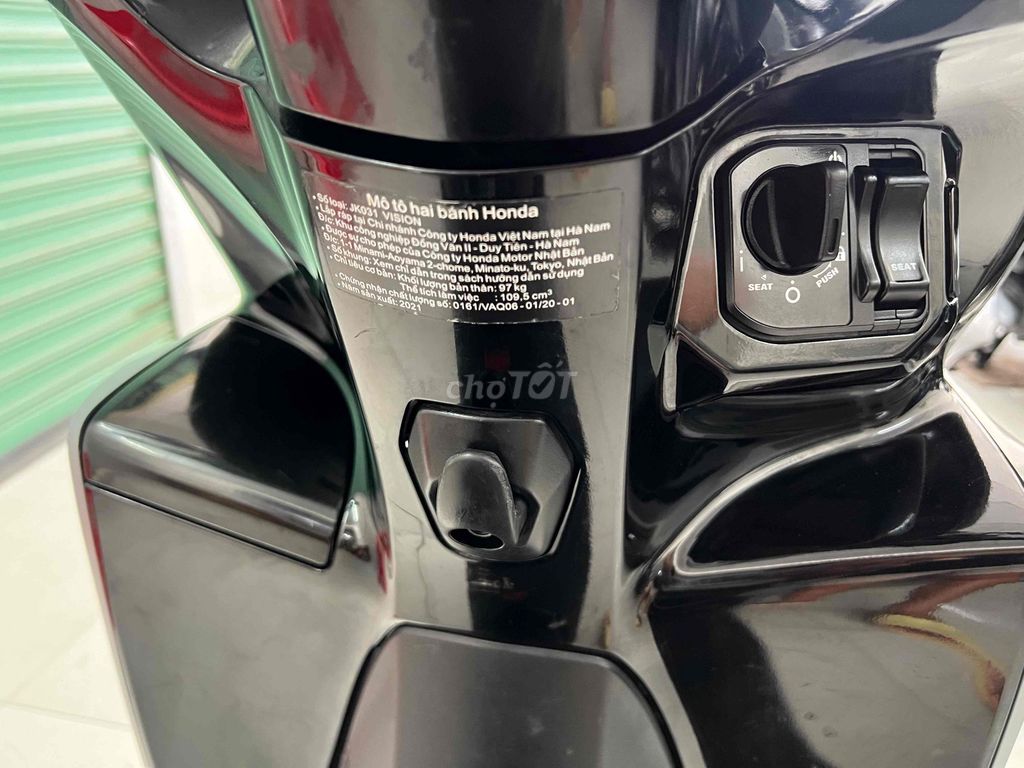 Mô tô hai bánh Honda
• Số loại: JK031 VISION
• Lắp ráp tại Chi nhánh Công ty Honda Việt Nam tại Hà Nam
Đ/c: Khu công nghiệp Đồng Văn II - Duy Tiên - Hà Nam
• Được sự cho phép của Công ty Honda Motor Nhật Bản
Đ/c: 1-1 Minami-Aoyama 2-chome, Minato-ku, Tokyo, Nhật Bản
• Số khung: Xem chỉ dẫn trong sách hướng dẫn sử dụng
• Chỉ tiêu cơ bản: Khối lượng bản thân: 97 kg
Thể tích làm việc : 109,5 cm³
• Chứng nhận chất lượng số: 0161/VAQ06 - 01/20 - 01
• Năm sản xuất: 2021
SEAT
PUSH
SEAT
chợTỐT